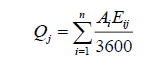 Q_j = \sum_{i=1}^{n} \frac{A_i E_{ij}}{3600}